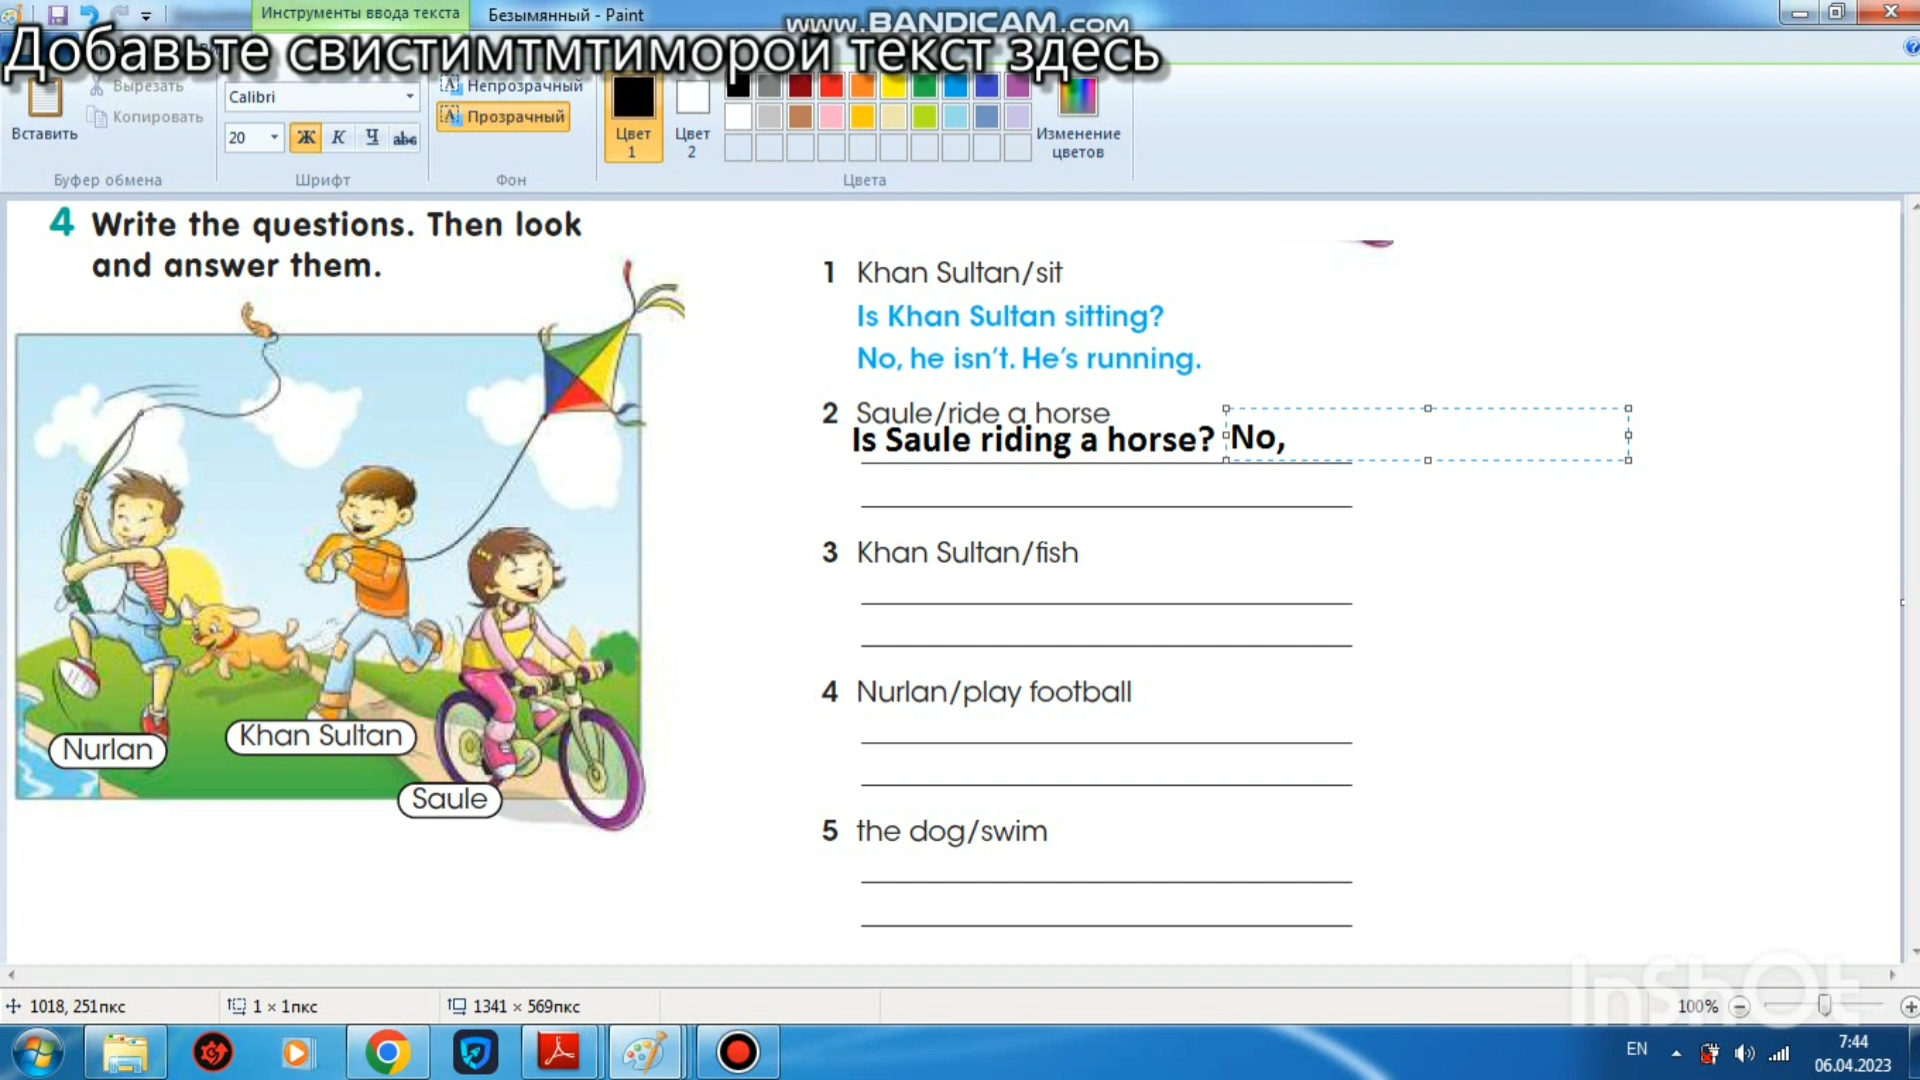 Инструменты ввода текста
Безымянный - Paint
www.BANDICAM.com
Добавьте свистимтмтиморой текст здесь
Вставить
Вырезать
Копировать
Буфер обмена
Calibri
20
Ж К Ч abc
Шрифт
Непрозрачный
Прозрачный
Фон
Цвет 1
Цвет 2
Цвета
Изменение цветов
4 Write the questions. Then look
and answer them.
Nurlan
Khan Sultan
Saule
1 Khan Sultan/sit
Is Khan Sultan sitting?
No, he isn't. He's running.
2 Saule/ride a horse
Is Saule riding a horse? No,
3 Khan Sultan/fish
4 Nurlan/play football
5 the dog/swim
InShOt
1018, 251пкс
1 × 1пкс
1341 × 569пкс
100%
EN
7:44
06.04.2023